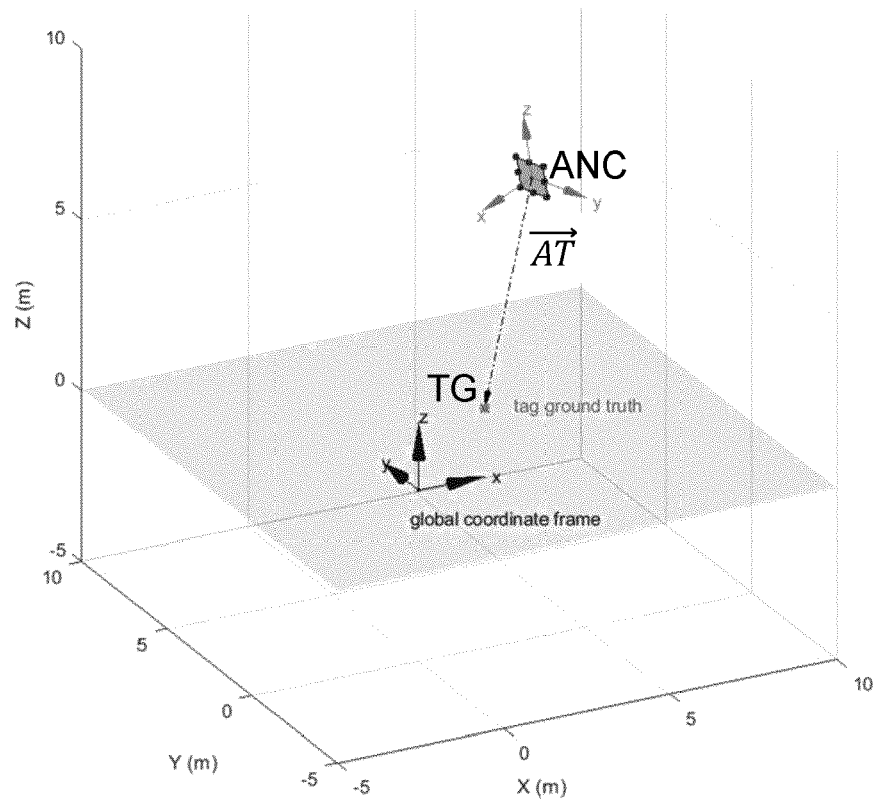 10
z
ANC
x
y
5
AT
Z (m)
0
TG
tag ground truth
z
y
x
global coordinate frame
-5
10
5
10
0
5
Y (m)
0
-5
-5
X (m)